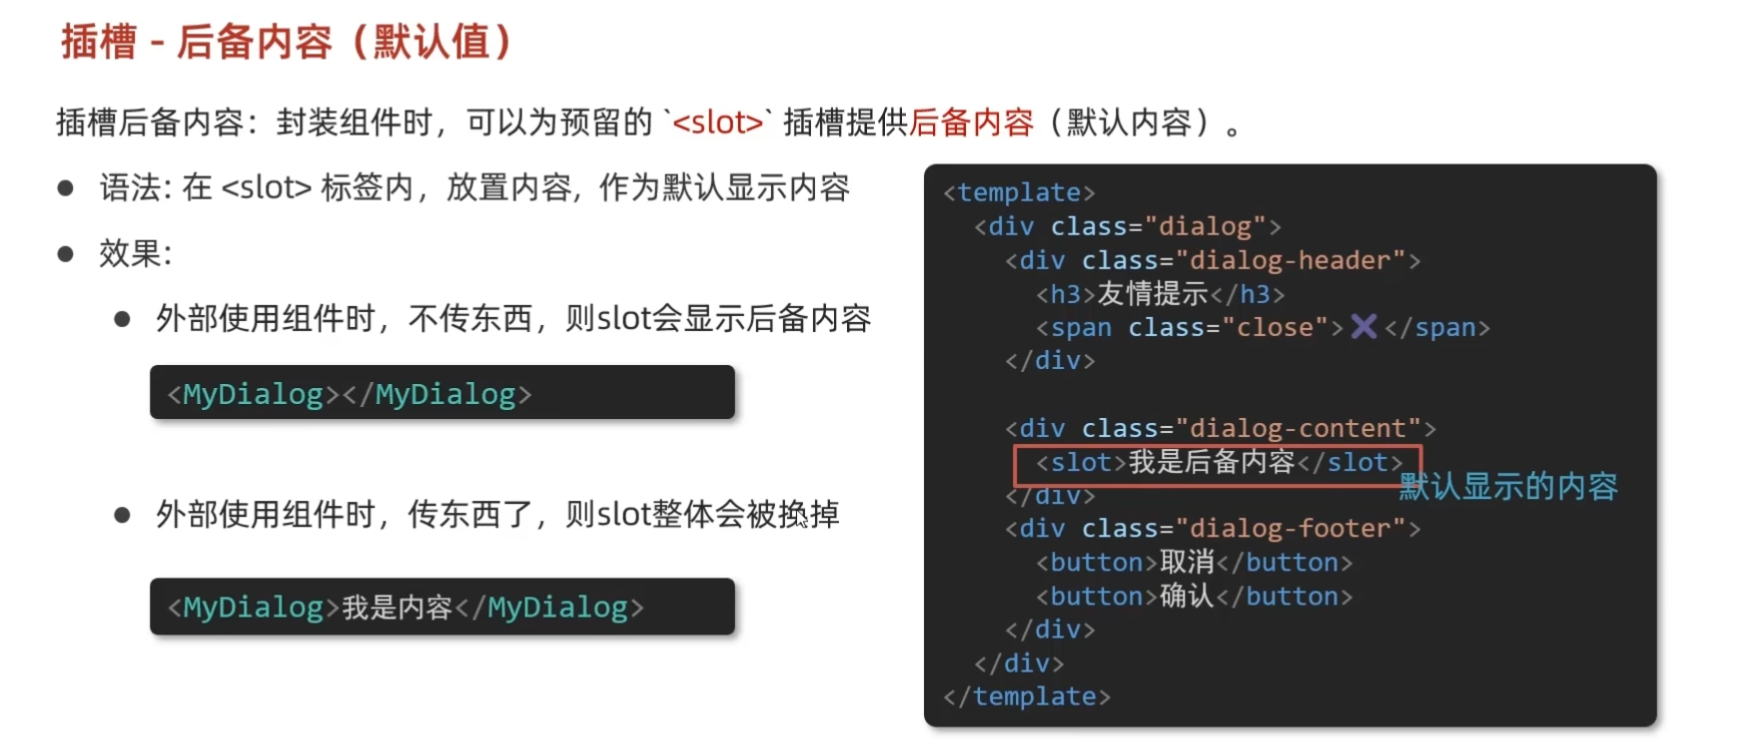 插槽 - 后备内容（默认值）
插槽后备内容：封装组件时，可以为预留的 `<slot>` 插槽提供后备内容（默认内容）。
● 语法: 在 <slot> 标签内，放置内容, 作为默认显示内容
● 效果:
● 外部使用组件时，不传东西，则slot会显示后备内容
<MyDialog></MyDialog>
● 外部使用组件时，传东西了，则slot整体会被换掉
<MyDialog>我是内容</MyDialog>
<template>
<div class="dialog">
<div class="dialog-header">
<h3>友情提示</h3>
<span class="close">✖</span>
</div>
<div class="dialog-content">
<slot>我是后备内容</slot>
默认显示的内容
</div>
<div class="dialog-footer">
<button>取消</button>
<button>确认</button>
</div>
</div>
</template>